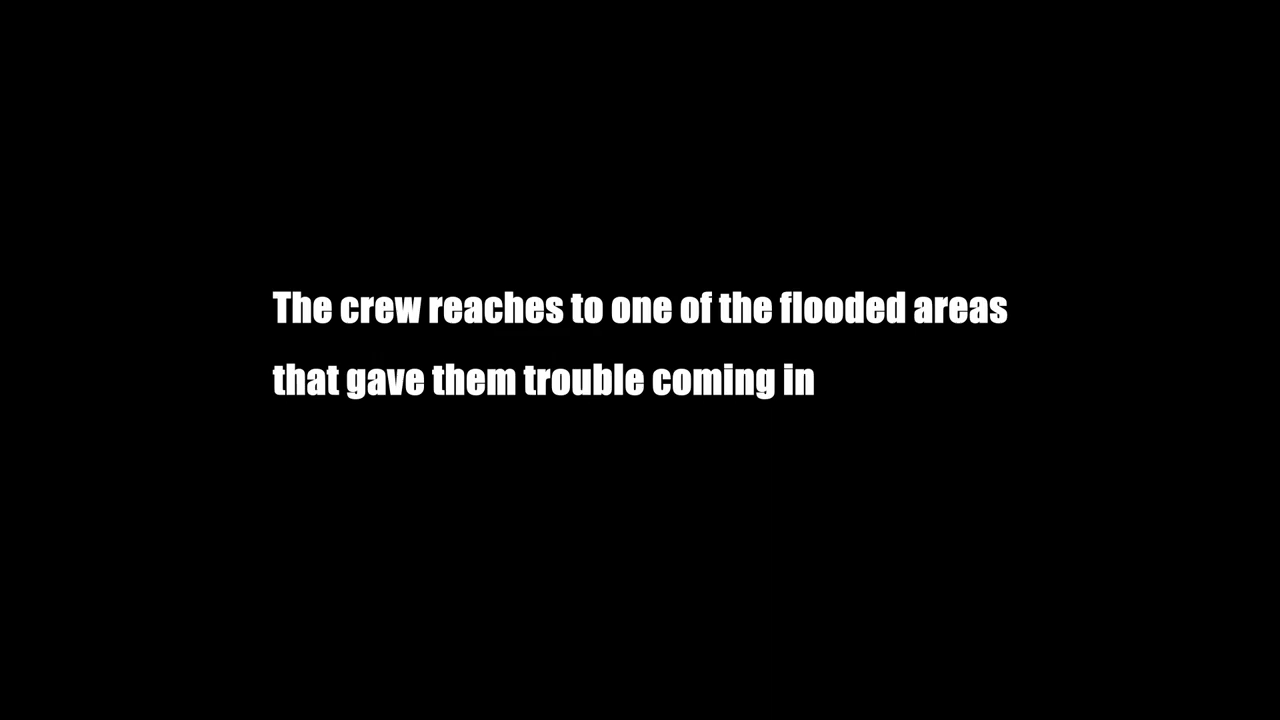 The crew reaches to one of the flooded areas
that gave them trouble coming in